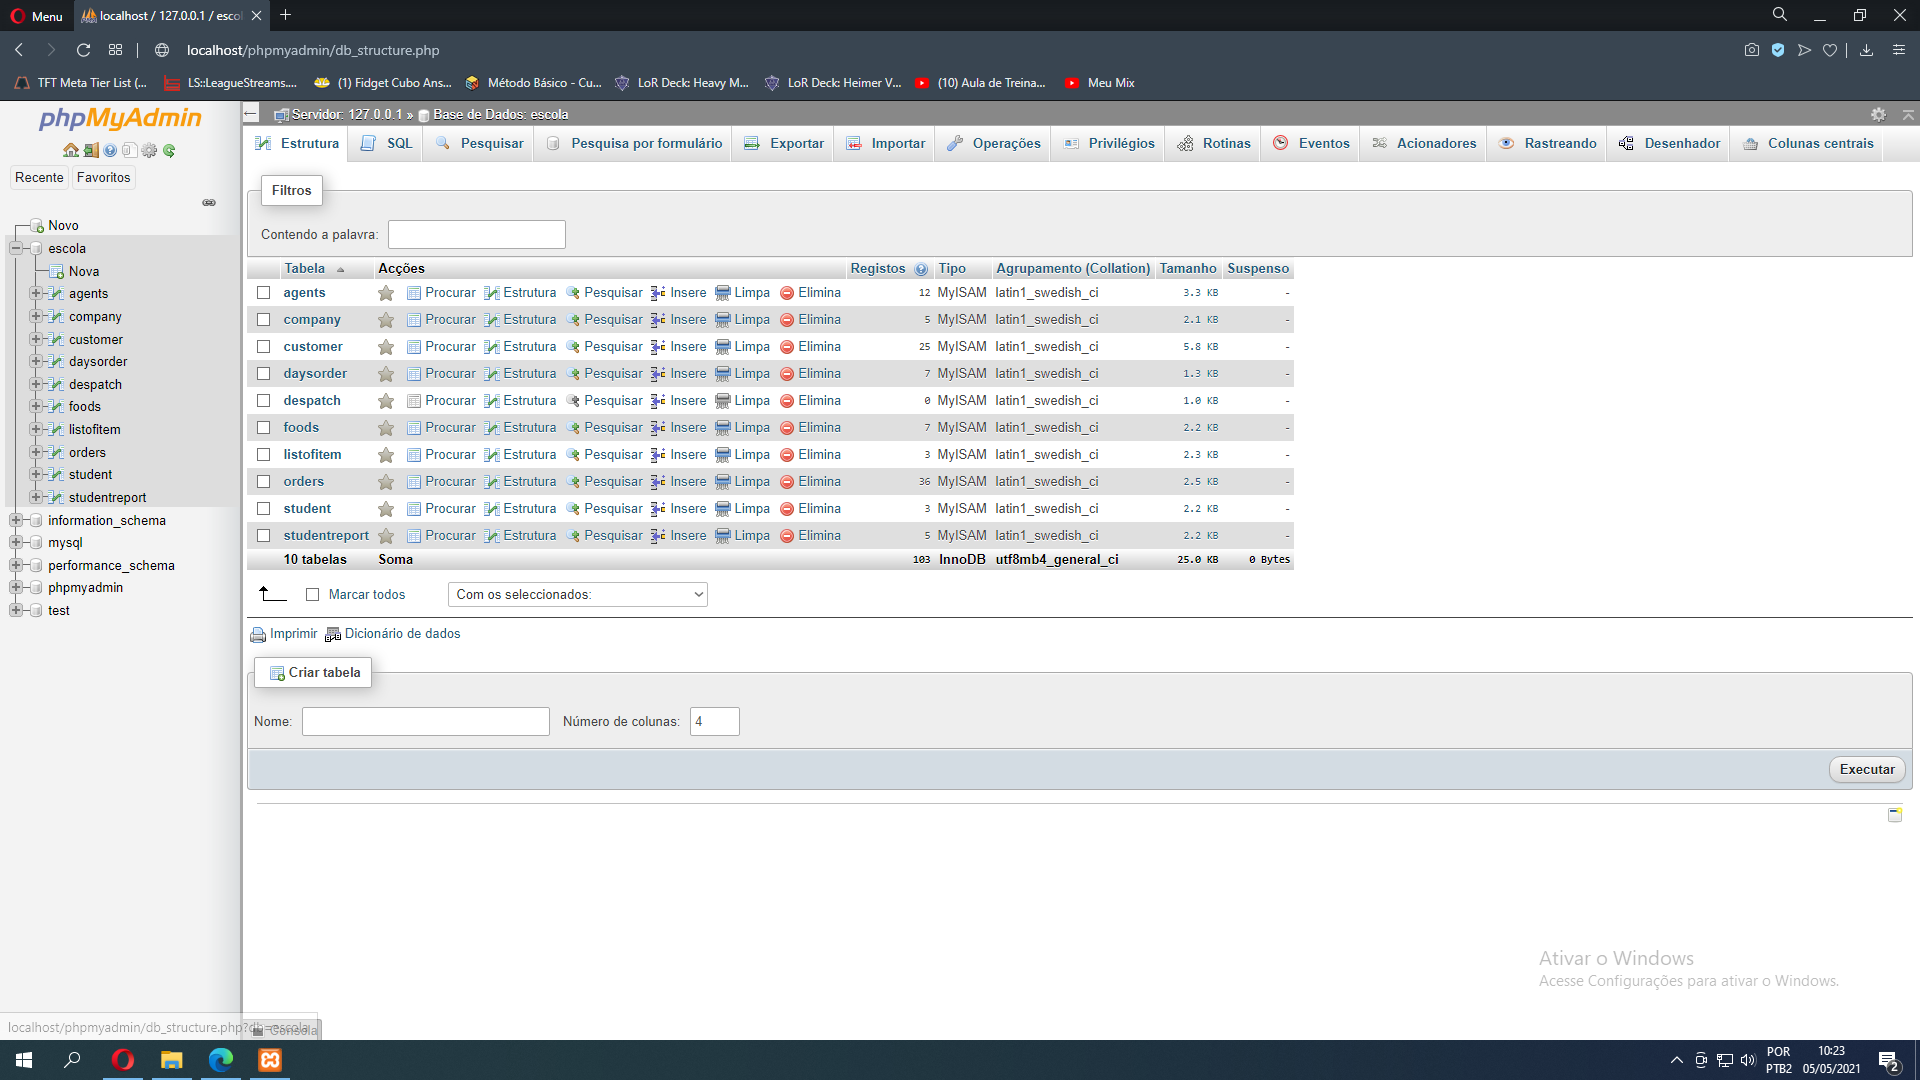 Menu
localhost / 127.0.0.1 / esco
localhost/phpmyadmin/db_structure.php
TFT Meta Tier List (...
LS::LeagueStreams....
(1) Fidget Cubo Ans...
Método Básico - Cu...
LoR Deck: Heavy M...
LoR Deck: Heimer V...
(10) Aula de Treina...
Meu Mix
phpMyAdmin
Recente
Favoritos
Novo
escola
Nova
agents
company
customer
daysorder
despatch
foods
listofitem
orders
student
studentreport
information_schema
mysql
performance_schema
phpmyadmin
test
Servidor: 127.0.0.1 » Base de Dados: escola
Estrutura SQL Pesquisar Pesquisa por formulário Exportar Importar Operações Privilégios Rotinas Eventos Acionadores Rastreando Desenhador Colunas centrais
Filtros
Contendo a palavra:
Tabela Acções Registos Tipo Agrupamento (Collation) Tamanho Suspenso
agents Procurar Estrutura Pesquisar Insere Limpa Elimina 12 MyISAM latin1_swedish_ci 3.3 KB -
company Procurar Estrutura Pesquisar Insere Limpa Elimina 5 MyISAM latin1_swedish_ci 2.1 KB -
customer Procurar Estrutura Pesquisar Insere Limpa Elimina 25 MyISAM latin1_swedish_ci 5.8 KB -
daysorder Procurar Estrutura Pesquisar Insere Limpa Elimina 7 MyISAM latin1_swedish_ci 1.3 KB -
despatch Procurar Estrutura Pesquisar Insere Limpa Elimina 0 MyISAM latin1_swedish_ci 1.0 KB -
foods Procurar Estrutura Pesquisar Insere Limpa Elimina 7 MyISAM latin1_swedish_ci 2.2 KB -
listofitem Procurar Estrutura Pesquisar Insere Limpa Elimina 3 MyISAM latin1_swedish_ci 2.3 KB -
orders Procurar Estrutura Pesquisar Insere Limpa Elimina 36 MyISAM latin1_swedish_ci 2.5 KB -
student Procurar Estrutura Pesquisar Insere Limpa Elimina 3 MyISAM latin1_swedish_ci 2.2 KB -
studentreport Procurar Estrutura Pesquisar Insere Limpa Elimina 5 MyISAM latin1_swedish_ci 2.2 KB -
10 tabelas Soma 103 InnoDB utf8mb4_general_ci 25.0 KB 0 Bytes
Marcar todos
Com os seleccionados:
Imprimir Dicionário de dados
Criar tabela
Nome:
Número de colunas: 4
Executar
Ativar o Windows
Acesse Configurações para ativar o Windows.
localhost/phpmyadmin/db_structure.php?db=escola
Consola
POR
PTB2
10:23
05/05/2021
2